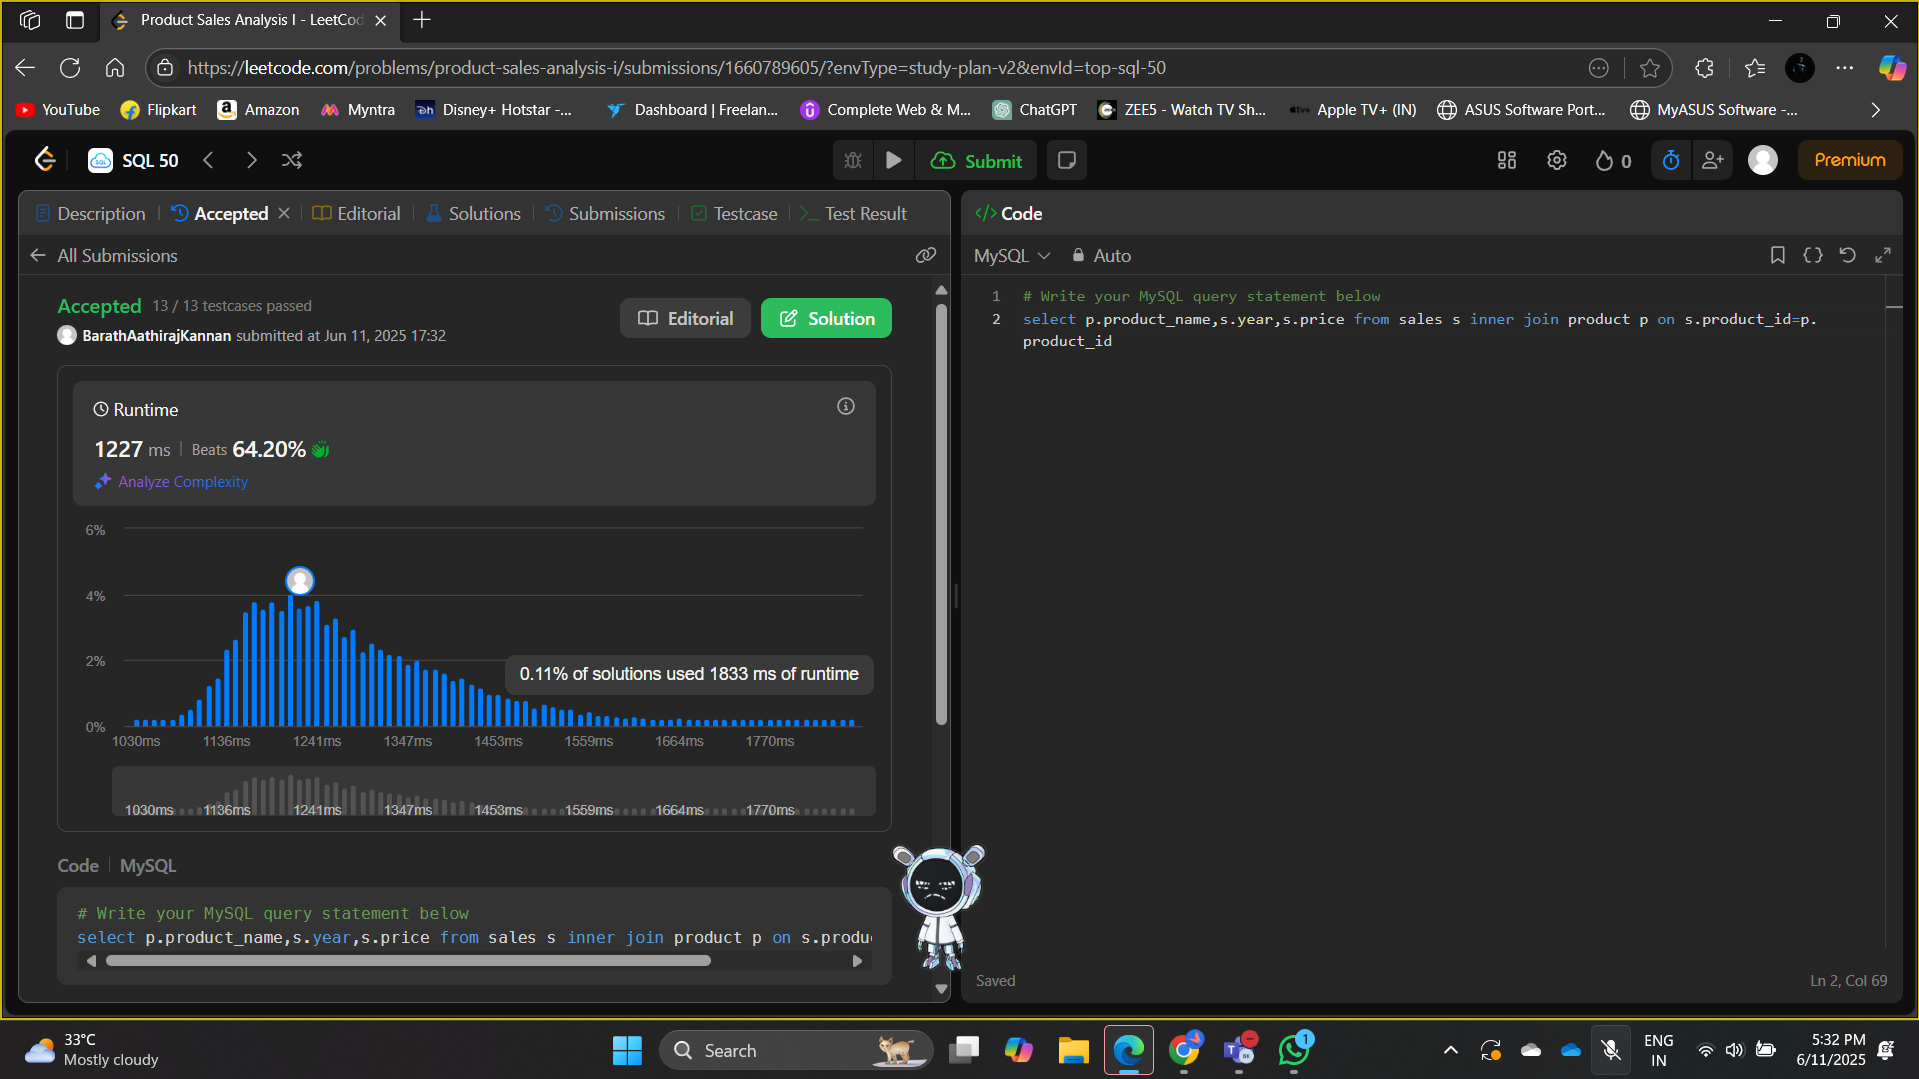 Product Sales Analysis I - LeetCod
https://leetcode.com/problems/product-sales-analysis-i/submissions/1660789605/?envType=study-plan-v2&envId=top-sql-50
YouTube
Flipkart
Amazon
Myntra
Disney+ Hotstar -...
Dashboard | Freelan...
Complete Web & M...
ChatGPT
ZEE5 - Watch TV Sh...
Apple TV+ (IN)
ASUS Software Port...
MyASUS Software -...
SQL 50
Submit
0
Premium
Description
Accepted
Editorial
Solutions
Submissions
Testcase
Test Result
All Submissions
Accepted 13 / 13 testcases passed
BarathAathirajKannan submitted at Jun 11, 2025 17:32
Editorial
Solution
Runtime
1227 ms | Beats 64.20%
Analyze Complexity
6%
4%
2%
0%
0.11% of solutions used 1833 ms of runtime
1030ms 1136ms 1241ms 1347ms 1453ms 1559ms 1664ms 1770ms
1030ms 1136ms 1241ms 1347ms 1453ms 1559ms 1664ms 1770ms
Code | MySQL
# Write your MySQL query statement below
select p.product_name,s.year,s.price from sales s inner join product p on s.produ
</> Code
MySQL
Auto
1 # Write your MySQL query statement below
2 select p.product_name,s.year,s.price from sales s inner join product p on s.product_id=p.
product_id
Saved
Ln 2, Col 69
33°C
Mostly cloudy
Search
1
ENG
IN
5:32 PM
6/11/2025